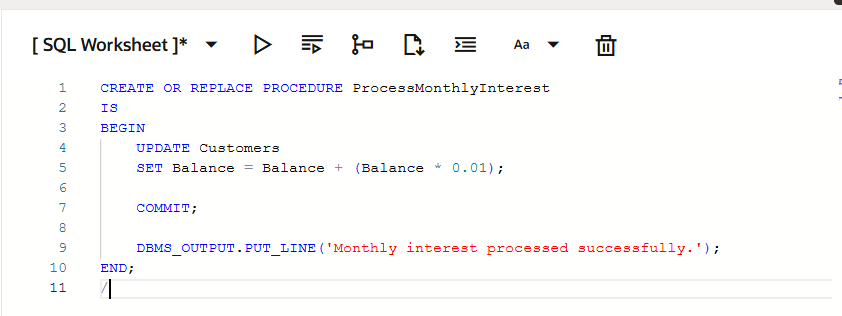 [ SQL Worksheet ]*
Aa
1 CREATE OR REPLACE PROCEDURE ProcessMonthlyInterest
2 IS
3 BEGIN
4 UPDATE Customers
5 SET Balance = Balance + (Balance * 0.01);
6
7 COMMIT;
8
9 DBMS_OUTPUT.PUT_LINE('Monthly interest processed successfully.');
10 END;
11 /